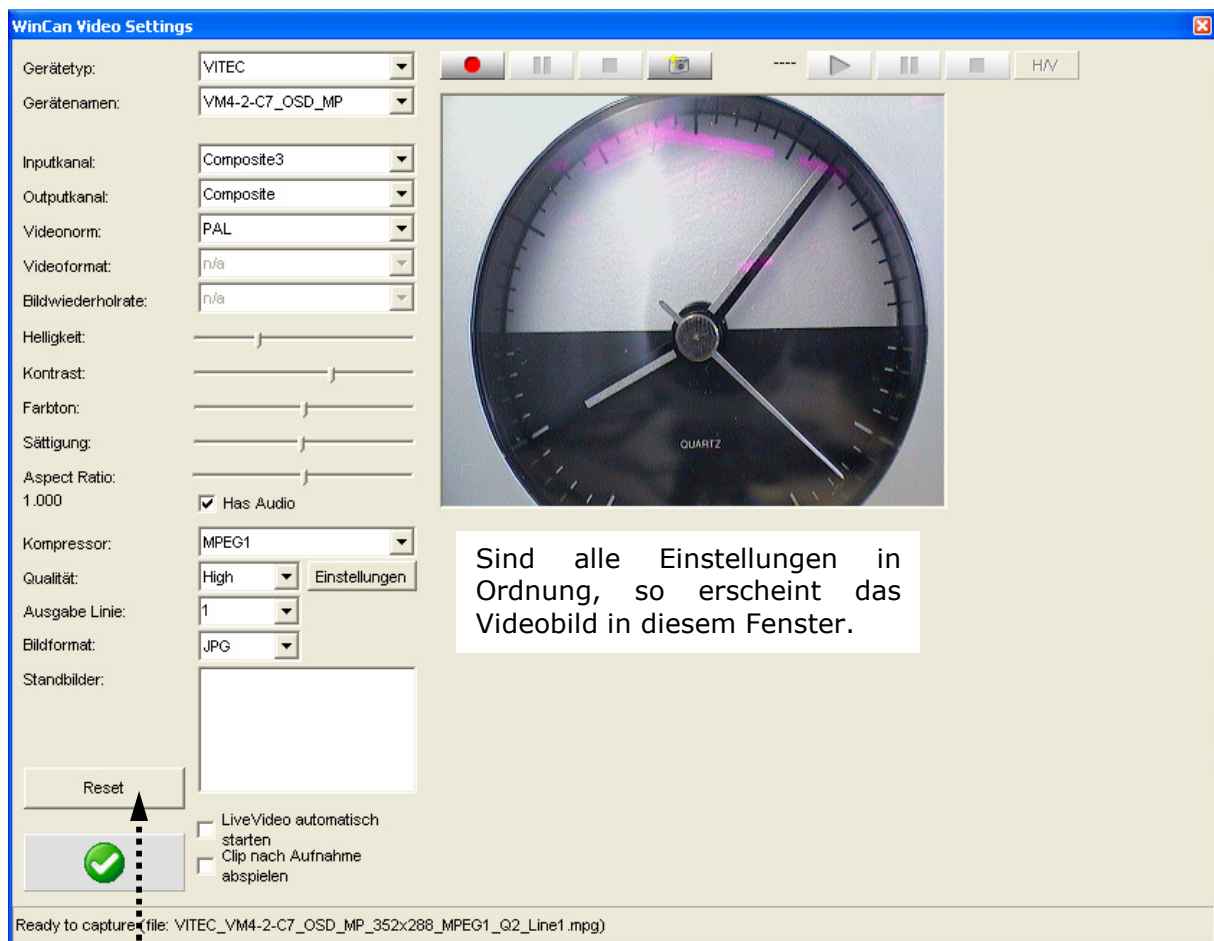 WinCan Video Settings
Gerätetyp: VITEC
Gerätenamen: VM4-2-C7_OSD_MP
Inputkanal: Composite3
Outputkanal: Composite
Videonorm: PAL
Videoformat: n/a
Bildwiederholrate: n/a
Helligkeit:
Kontrast:
Farbton:
Sättigung:
Aspect Ratio:
1.000
Has Audio
Kompressor: MPEG1
Qualität: High Einstellungen
Ausgabe Linie: 1
Bildformat: JPG
Standbilder:
Reset
LiveVideo automatisch
starten
Clip nach Aufnahme
abspielen
---- H/V
QUARTZ
Sind alle Einstellungen in
Ordnung, so erscheint das
Videobild in diesem Fenster.
Ready to capture (file: VITEC_VM4-2-C7_OSD_MP_352x288_MPEG1_Q2_Line1.mpg)